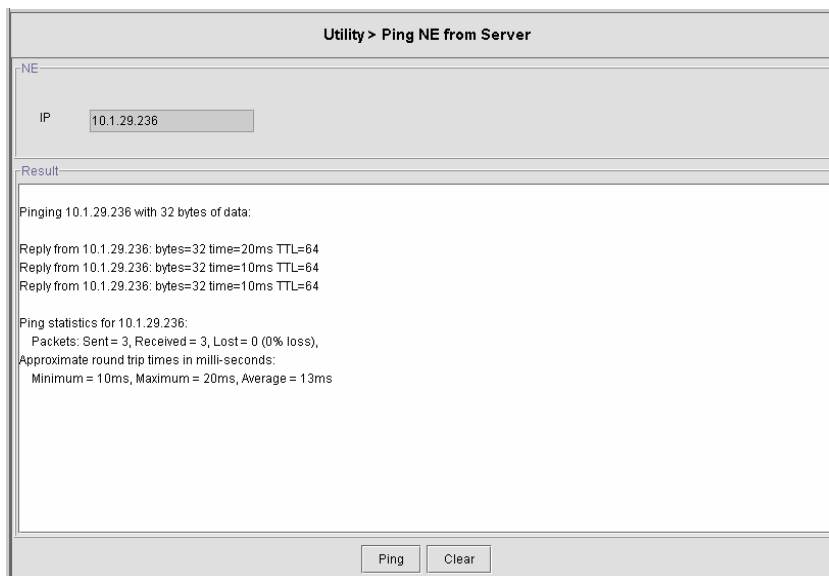 Utility > Ping NE from Server
NE
IP
10.1.29.236
Result
Pinging 10.1.29.236 with 32 bytes of data:
Reply from 10.1.29.236: bytes=32 time=20ms TTL=64
Reply from 10.1.29.236: bytes=32 time=10ms TTL=64
Reply from 10.1.29.236: bytes=32 time=10ms TTL=64
Ping statistics for 10.1.29.236:
Packets: Sent = 3, Received = 3, Lost = 0 (0% loss),
Approximate round trip times in milli-seconds:
Minimum = 10ms, Maximum = 20ms, Average = 13ms
Ping
Clear